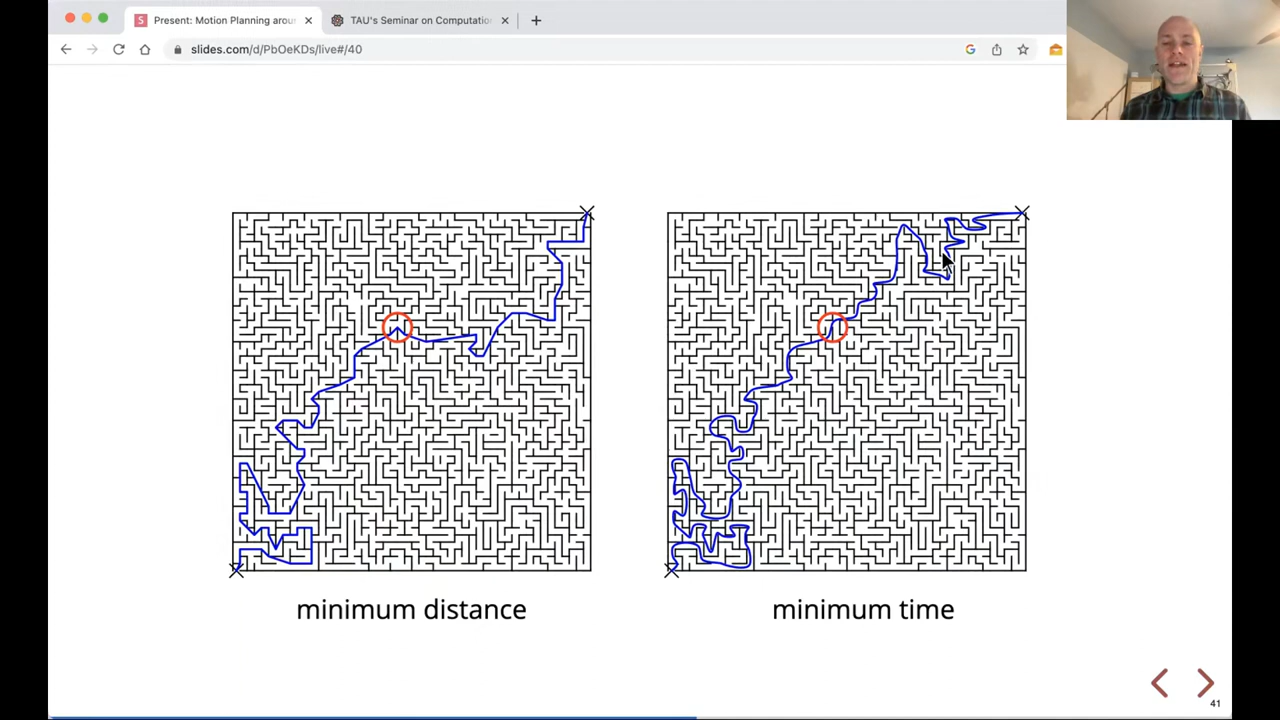 Present: Motion Planning arou
TAU's Seminar on Computatio
slides.com/d/PbOeKDs/live#/40
minimum distance
minimum time
41